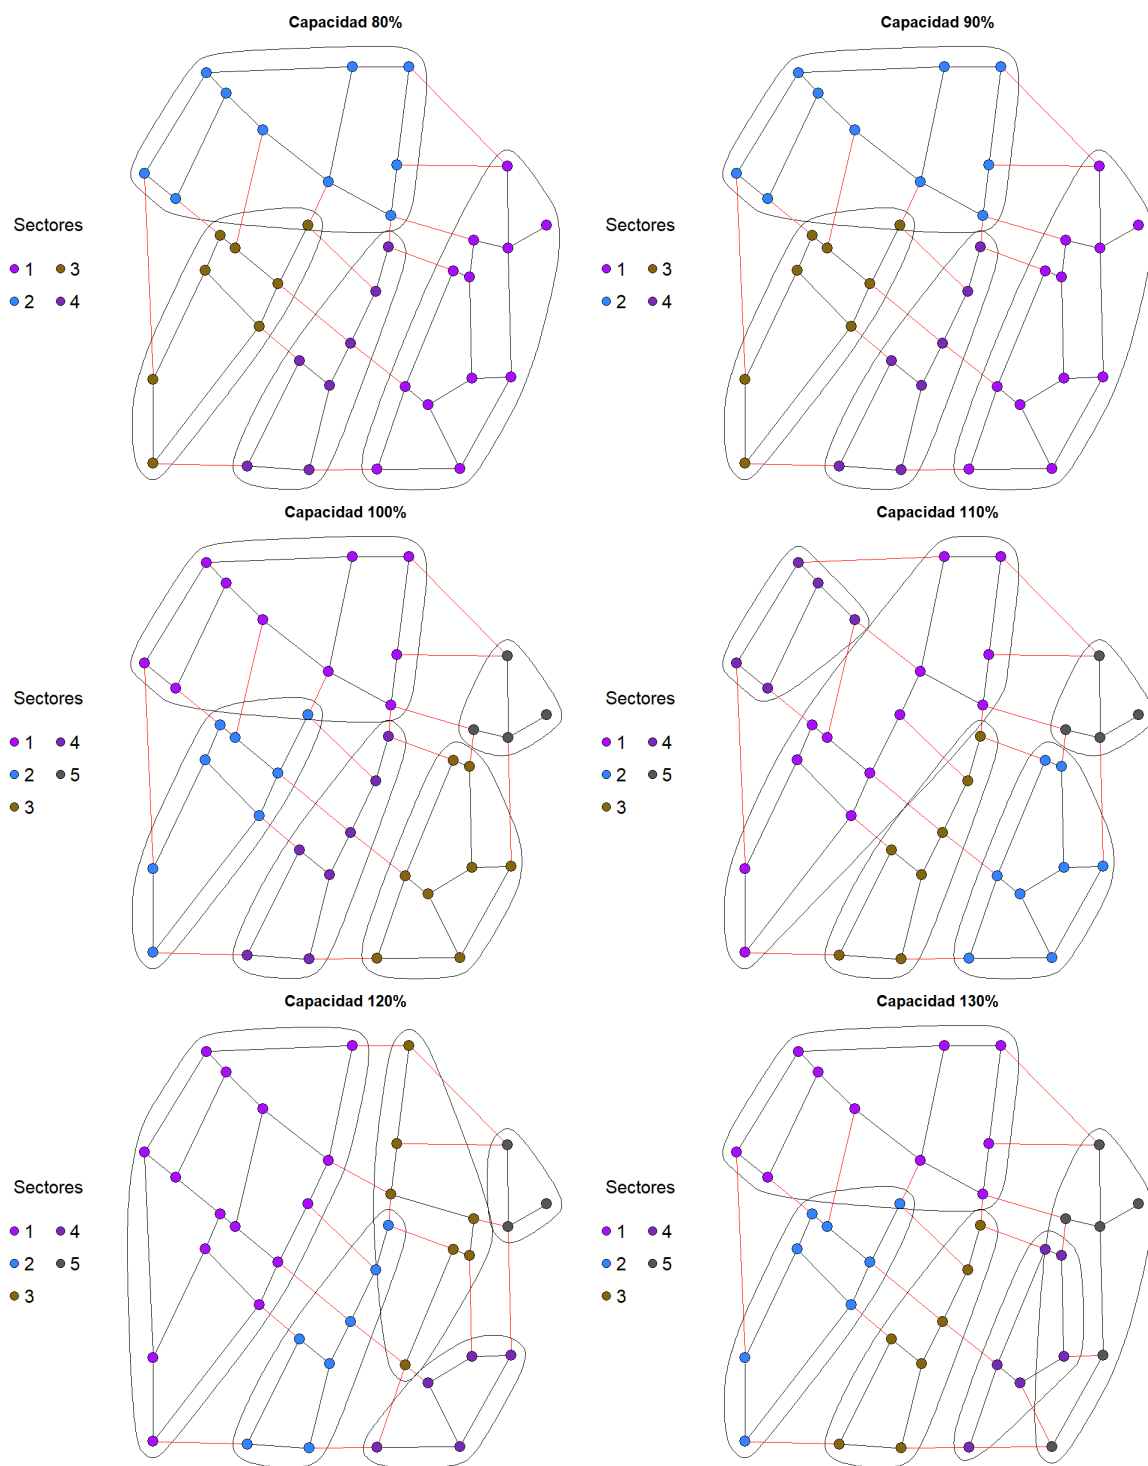 Capacidad 80%
Capacidad 90%
Sectores
1 3
2 4
Sectores
1 3
2 4
Capacidad 100%
Capacidad 110%
Sectores
1 4
2 5
3
Sectores
1 4
2 5
3
Capacidad 120%
Capacidad 130%
Sectores
1 4
2 5
3
Sectores
1 4
2 5
3